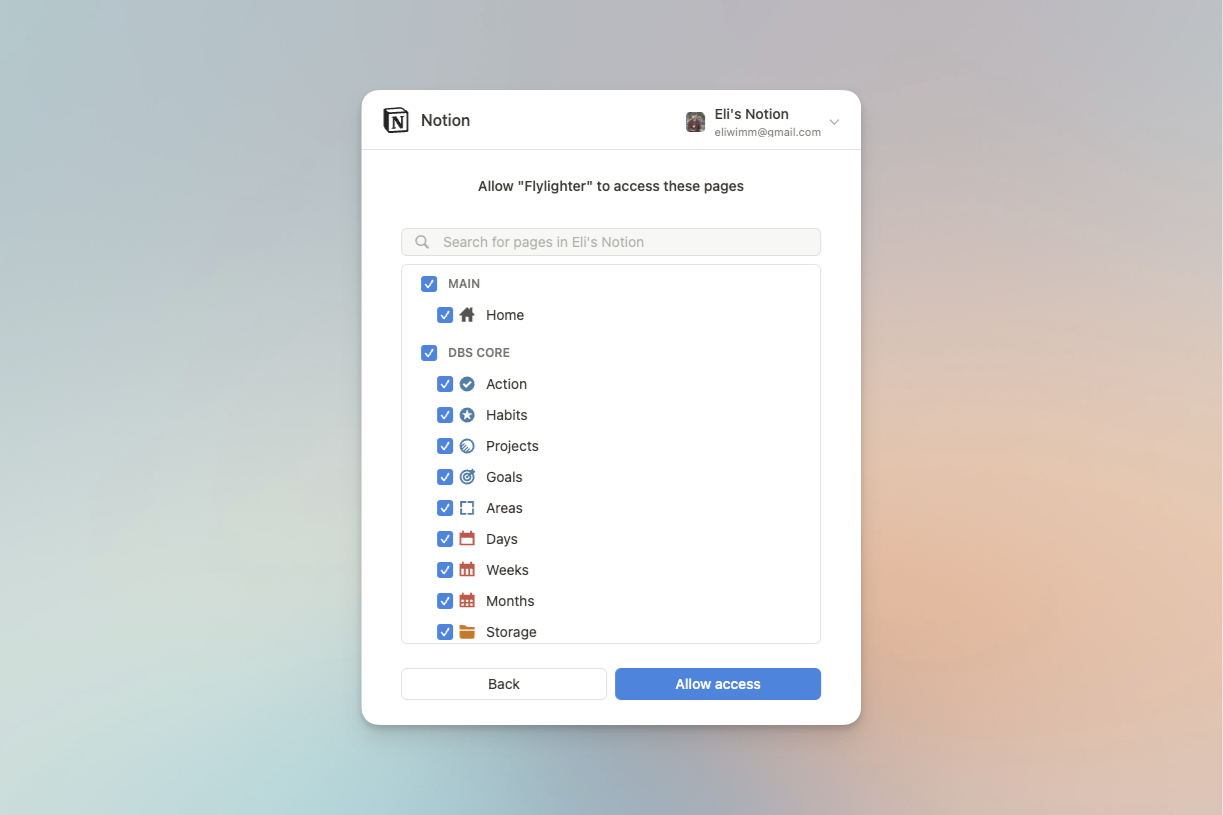 Notion
Eli's Notion
eliwimm@gmail.com
Allow "Flylighter" to access these pages
Search for pages in Eli's Notion
MAIN
Home
DBS CORE
Action
Habits
Projects
Goals
Areas
Days
Weeks
Months
Storage
Back
Allow access